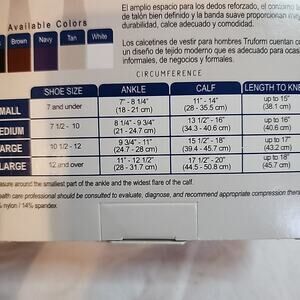 El amplio espacio para los dedos reforzado, el contorno
de talón bien definido y la banda suave proporcionan
durabilidad, calce adecuado y comodidad.
Available Colors
Brown Navy Tan White
Los calcetines de vestir para hombres Truform cuentan con
un diseño de tejido moderno que es adecuado para ocas
informales, de negocios y formales.
CIRCUMFERENCE
SHOE SIZE ANKLE CALF LENGTH TO KNE
SMALL 7 and under 7" - 8 1/4" (18 - 21 cm) 11" - 14" (28 - 35.5 cm) up to 15" (38.1 cm)
EDIUM 7 1/2 - 10 8 1/4" - 9 3/4" (21 - 24.7 cm) 13 1/2" - 16" (34.3 - 40.6 cm) up to 16" (40.6 cm)
ARGE 10 1/2 - 12 9 3/4" - 11" (24.7 - 28 cm) 15 1/2" - 18" (39.4 - 45.7 cm) up to 17" (43.2 cm)
LARGE 12 and over 11" - 12 1/2" (28 - 31.7 cm) 17 1/2" - 20" (44.5 - 50.8 cm) up to 18" (45.7 cm)
easure around the smallest part of the ankle and the widest flare of the calf.
ealth care professional should be consulted to evaluate, diagnose, and recommend appropriate compression therap
% nylon / 14% spandex